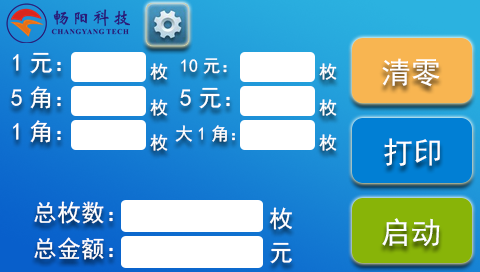 畅阳科技
CHANGYANG TECH
1元: 枚 10元: 枚
清零
5角: 枚 5元: 枚
1角: 枚 大1角: 枚
打印
总枚数: 枚
启动
总金额: 元